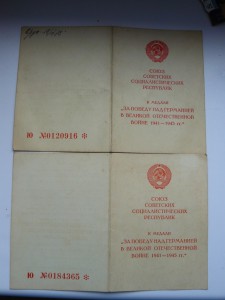 СОЮЗ
СОВЕТСКИХ
СОЦИАЛИСТИЧЕСКИХ
РЕСПУБЛИК
К МЕДАЛИ
„ЗА ПОБЕДУ НАД ГЕРМАНИЕЙ
В ВЕЛИКОЙ ОТЕЧЕСТВЕННОЙ
ВОЙНЕ 1941—1945 гг."
Ю №0120916 *
СОЮЗ
СОВЕТСКИХ
СОЦИАЛИСТИЧЕСКИХ
РЕСПУБЛИК
К МЕДАЛИ
„ЗА ПОБЕДУ НАД ГЕРМАНИЕЙ
В ВЕЛИКОЙ ОТЕЧЕСТВЕННОЙ
ВОЙНЕ 1941—1945 гг."
Ю №0184365 *